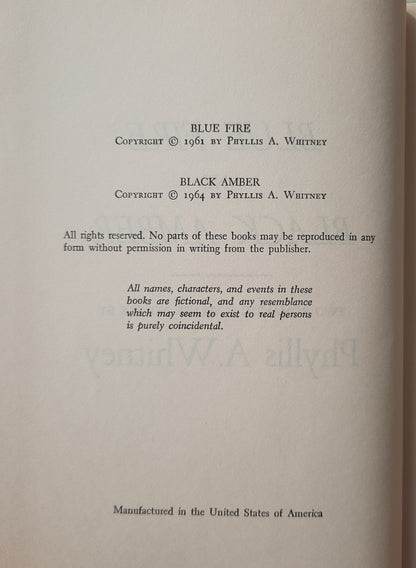 BLUE FIRE
COPYRIGHT © 1961 BY PHYLLIS A. WHITNEY
BLACK AMBER
COPYRIGHT © 1964 BY PHYLLIS A. WHITNEY
All rights reserved. No parts of these books may be reproduced in any
form without permission in writing from the publisher.
All names, characters, and events in these
books are fictional, and any resemblance
which may seem to exist to real persons
is purely coincidental.
Phyllis A. Whitney
Manufactured in the United States of America